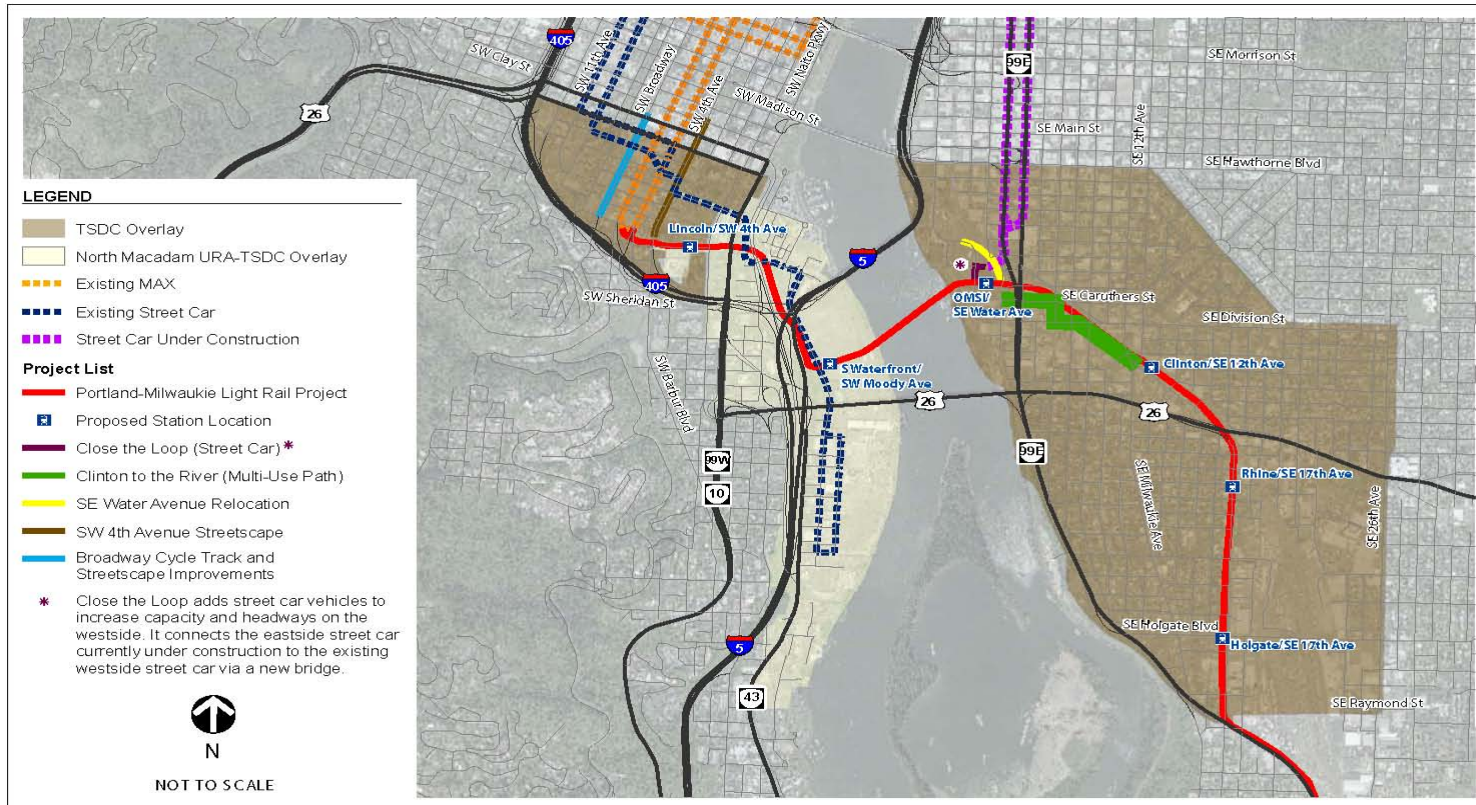 LEGEND
TSDC Overlay
North Macadam URA-TSDC Overlay
Existing MAX
Existing Street Car
Street Car Under Construction
Project List
Portland-Milwaukie Light Rail Project
Proposed Station Location
Close the Loop (Street Car) *
Clinton to the River (Multi-Use Path)
SE Water Avenue Relocation
SW 4th Avenue Streetscape
Broadway Cycle Track and
Streetscape Improvements
* Close the Loop adds street car vehicles to
increase capacity and headways on the
westside. It connects the eastside street car
currently under construction to the existing
westside street car via a new bridge.
N
NOT TO SCALE
26
405
SW Clay St
SW 11th Ave
SW Broadway
SW 4th Ave
SW Naito Pkwy
SW Madison St
Lincoln/SW 4th Ave
405
SW Sheridan St
5
SW Barbur Blvd
S Waterfront/
SW Moody Ave
99W
10
26
5
43
99E
SE Morrison St
SE 12th Ave
SE Main St
SE Hawthorne Blvd
*
OMSI/
SE Water Ave
SE Caruthers St
SE Division St
Clinton/SE 12th Ave
26
99E
SE Milwaukie Ave
Rhine/SE 17th Ave
SE 26th Ave
SE Holgate Blvd
Holgate/SE 17th Ave
SE Raymond St